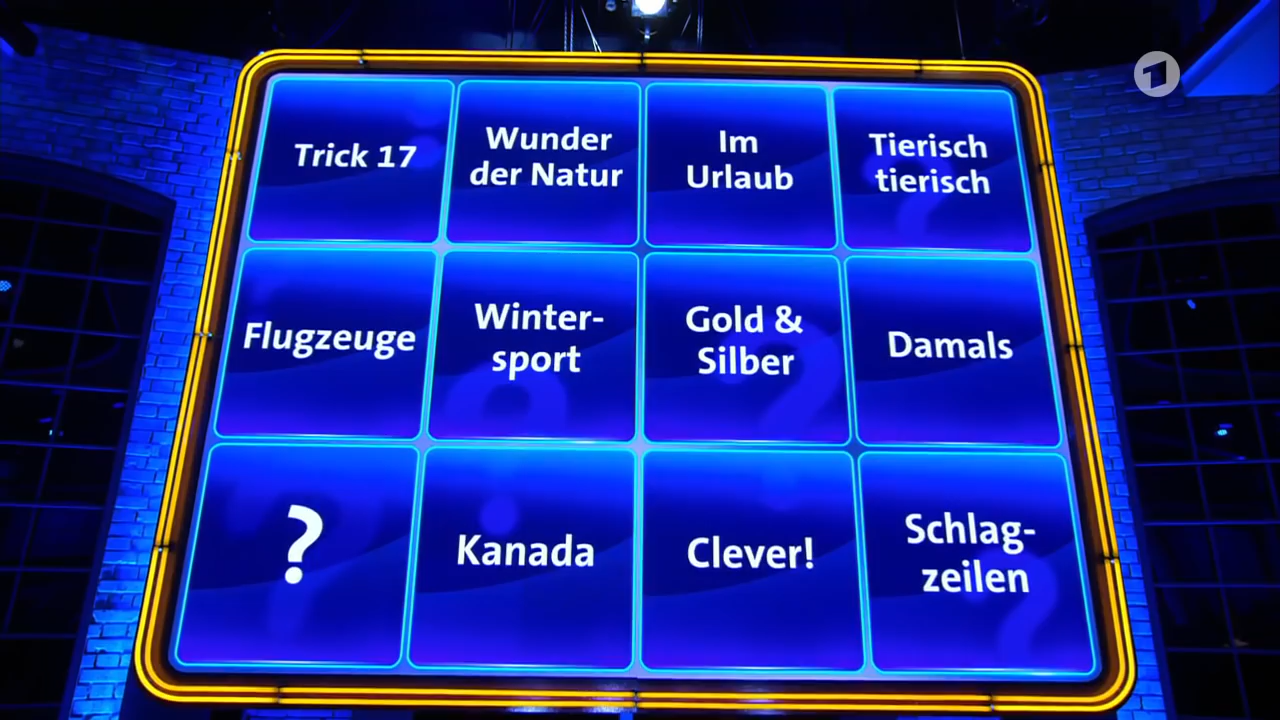 Trick 17
Wunder
der Natur
Im
Urlaub
Tierisch
tierisch
Flugzeuge
Winter-
sport
Gold &
Silber
Damals
?
Kanada
Clever!
Schlag-
zeilen
1